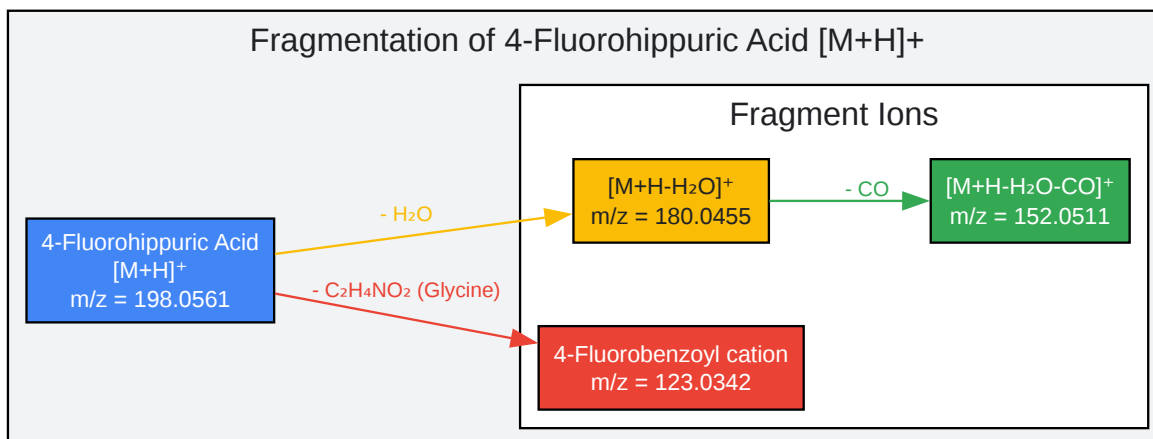 Fragmentation of 4-Fluorohippuric Acid [M+H]+
Fragment Ions
4-Fluorohippuric Acid
[M+H]⁺
m/z = 198.0561
- H₂O
- C₂H₄NO₂ (Glycine)
[M+H-H₂O]⁺
m/z = 180.0455
- CO
[M+H-H₂O-CO]⁺
m/z = 152.0511
4-Fluorobenzoyl cation
m/z = 123.0342